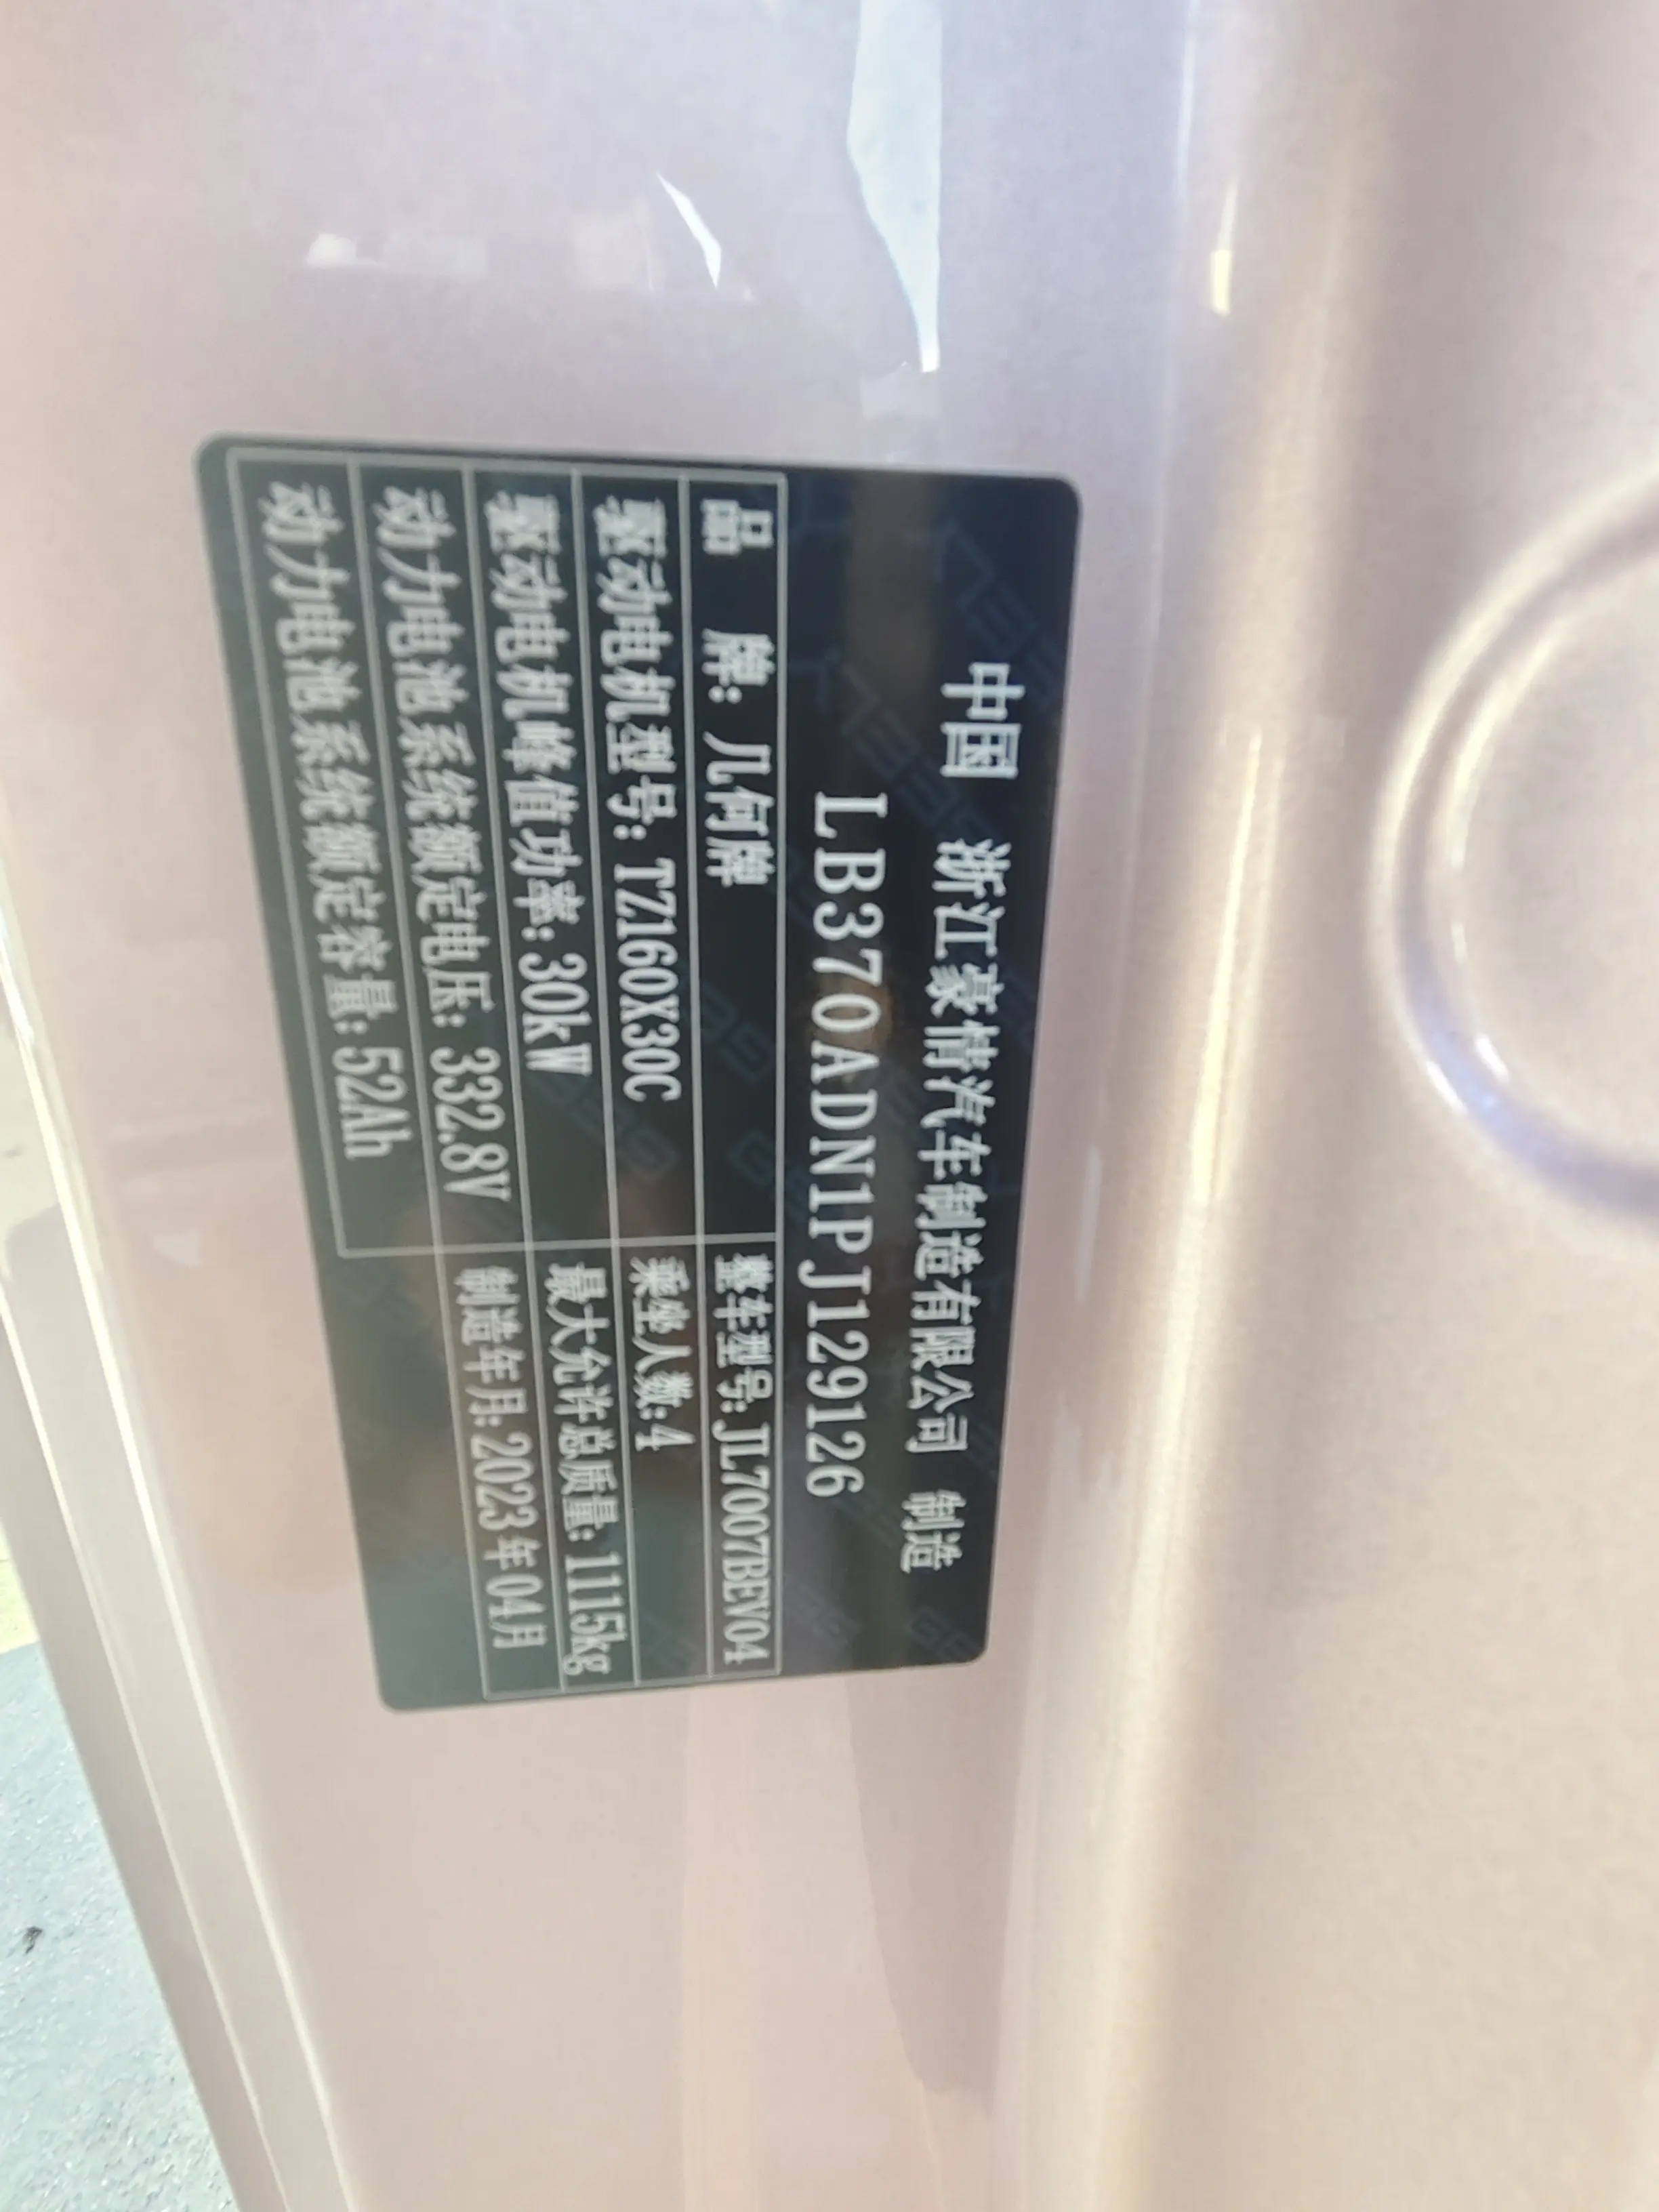 中国 浙江豪情汽车制造有限公司 制造
LB370ADN1PJ129126
品 牌: 几何牌 整车型号: JL7007BEV04
驱动电机型号: TZ160X30C 乘坐人数: 4
驱动电机峰值功率: 30kW 最大允许总质量: 1115kg
动力电池系统额定电压: 332.8V 制造年月: 2023年04月
动力电池系统额定容量: 52Ah